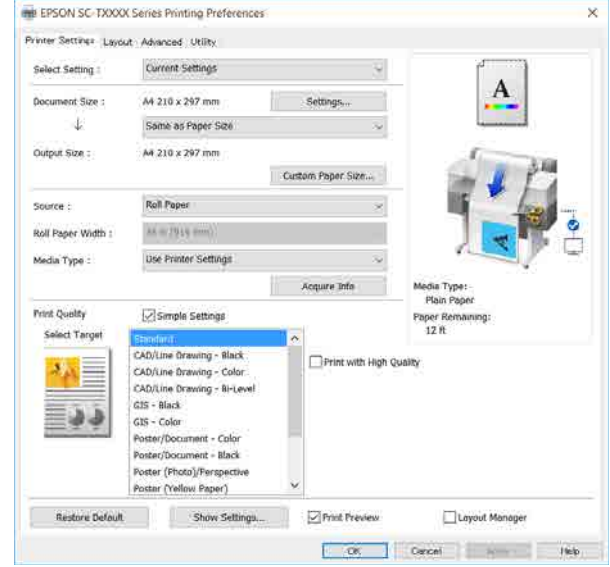 EPSON SC-TXXXX Series Printing Preferences
Printer Settings Layout Advanced Utility
Select Setting : Current Settings
Document Size : A4 210 x 297 mm Settings...
Same as Paper Size
Output Size : A4 210 x 297 mm
Custom Paper Size...
Source : Roll Paper
Roll Paper Width :
Media Type : Use Printer Settings
Acquire Info
A
A
Media Type:
Plain Paper
Paper Remaining:
12 ft
Print Quality Simple Settings
Select Target
Standard
CAD/Line Drawing - Black
CAD/Line Drawing - Color
CAD/Line Drawing - Bi-Level
GIS - Black
GIS - Color
Poster/Document - Color
Poster/Document - Black
Poster (Photo)/Perspective
Poster (Yellow Paper)
Print with High Quality
Restore Default Show Settings... Print Preview Layout Manager
OK Cancel Apply Help